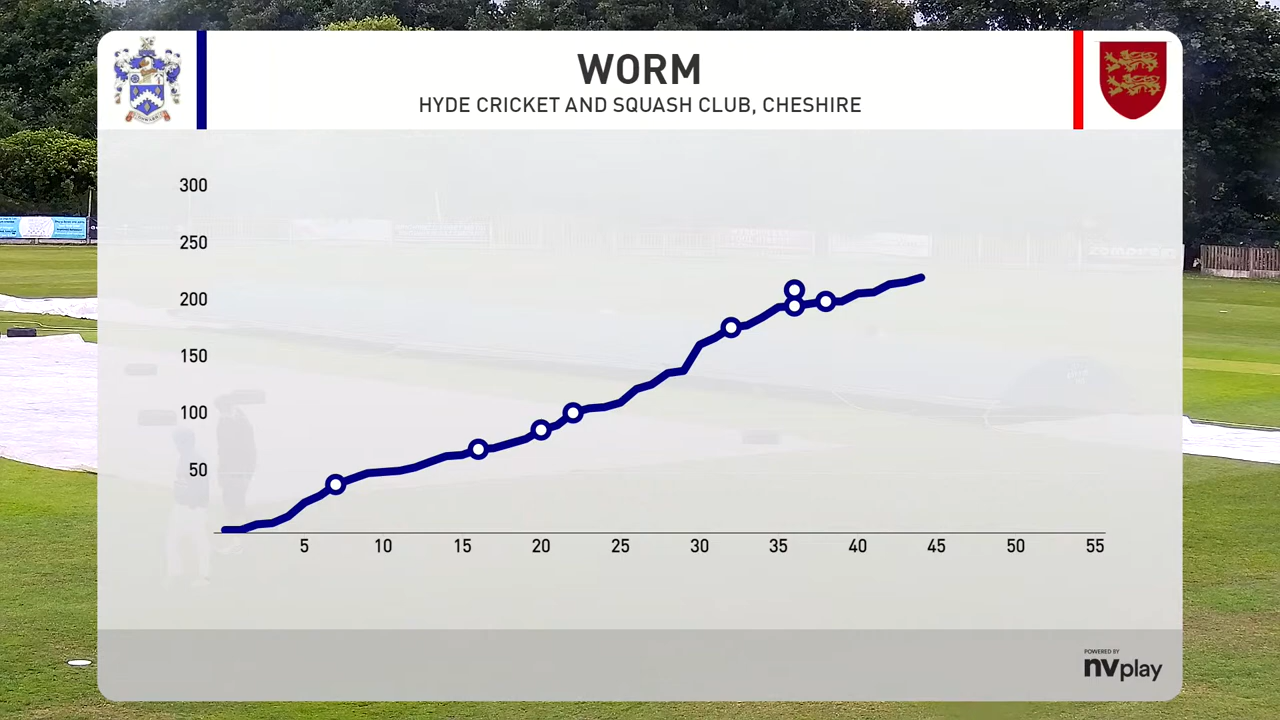 WORM
HYDE CRICKET AND SQUASH CLUB, CHESHIRE
300
250
200
150
100
50
5 10 15 20 25 30 35 40 45 50 55
POWERED BY
nvplay